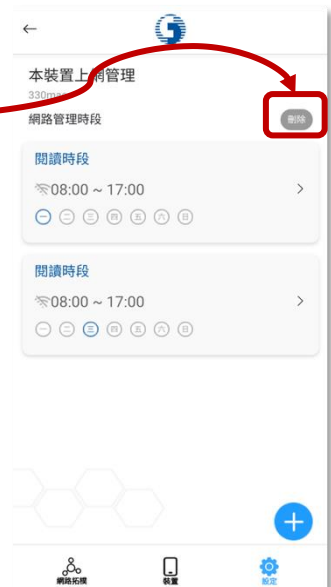 ←
本裝置上網管理
330ma
網路管理時段
刪除
閱讀時段
08:00 ~ 17:00
一 二 三 四 五 六 日
閱讀時段
08:00 ~ 17:00
一 二 三 四 五 六 日
+
網路拓樸
裝置
設定